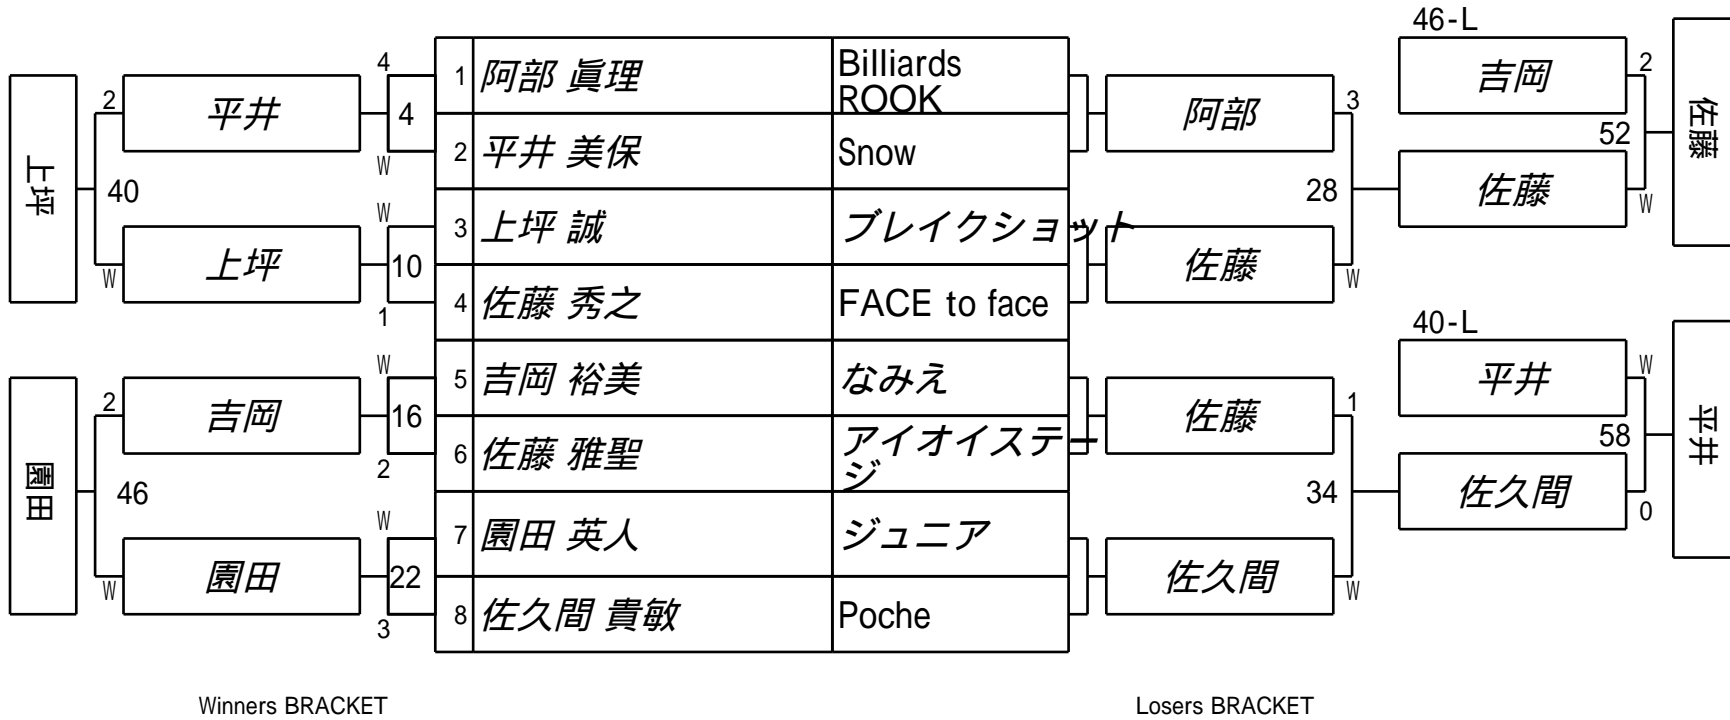 46-L
4
1 阿部 眞理 Billiards ROOK
吉岡 2
2 平井 4
阿部 3
佐藤
W
2 平井 美保 Snow
52
上坪 40
28 佐藤 W
W
3 上坪 誠 ブレイクショット
W 上坪 10
佐藤 W
1
4 佐藤 秀之 FACE to face
40-L
W
5 吉岡 裕美 なみえ
平井 W
2 吉岡 16
佐藤 1
平井
2
6 佐藤 雅聖 アイオイステージ
58
園田 46
34 佐久間 0
W
7 園田 英人 ジュニア
W 園田 22
佐久間 W
3
8 佐久間 貴敏 Poche
Winners BRACKET
Losers BRACKET